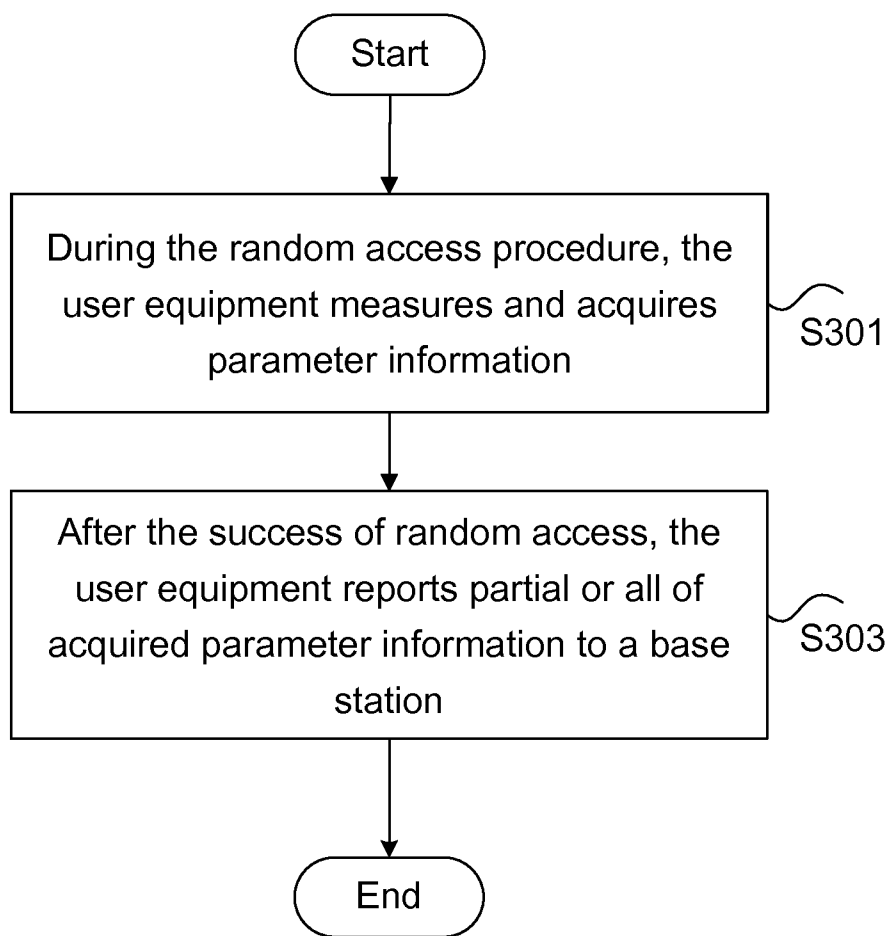 Start
During the random access procedure, the
user equipment measures and acquires
parameter information
S301
After the success of random access, the
user equipment reports partial or all of
acquired parameter information to a base
station
S303
End